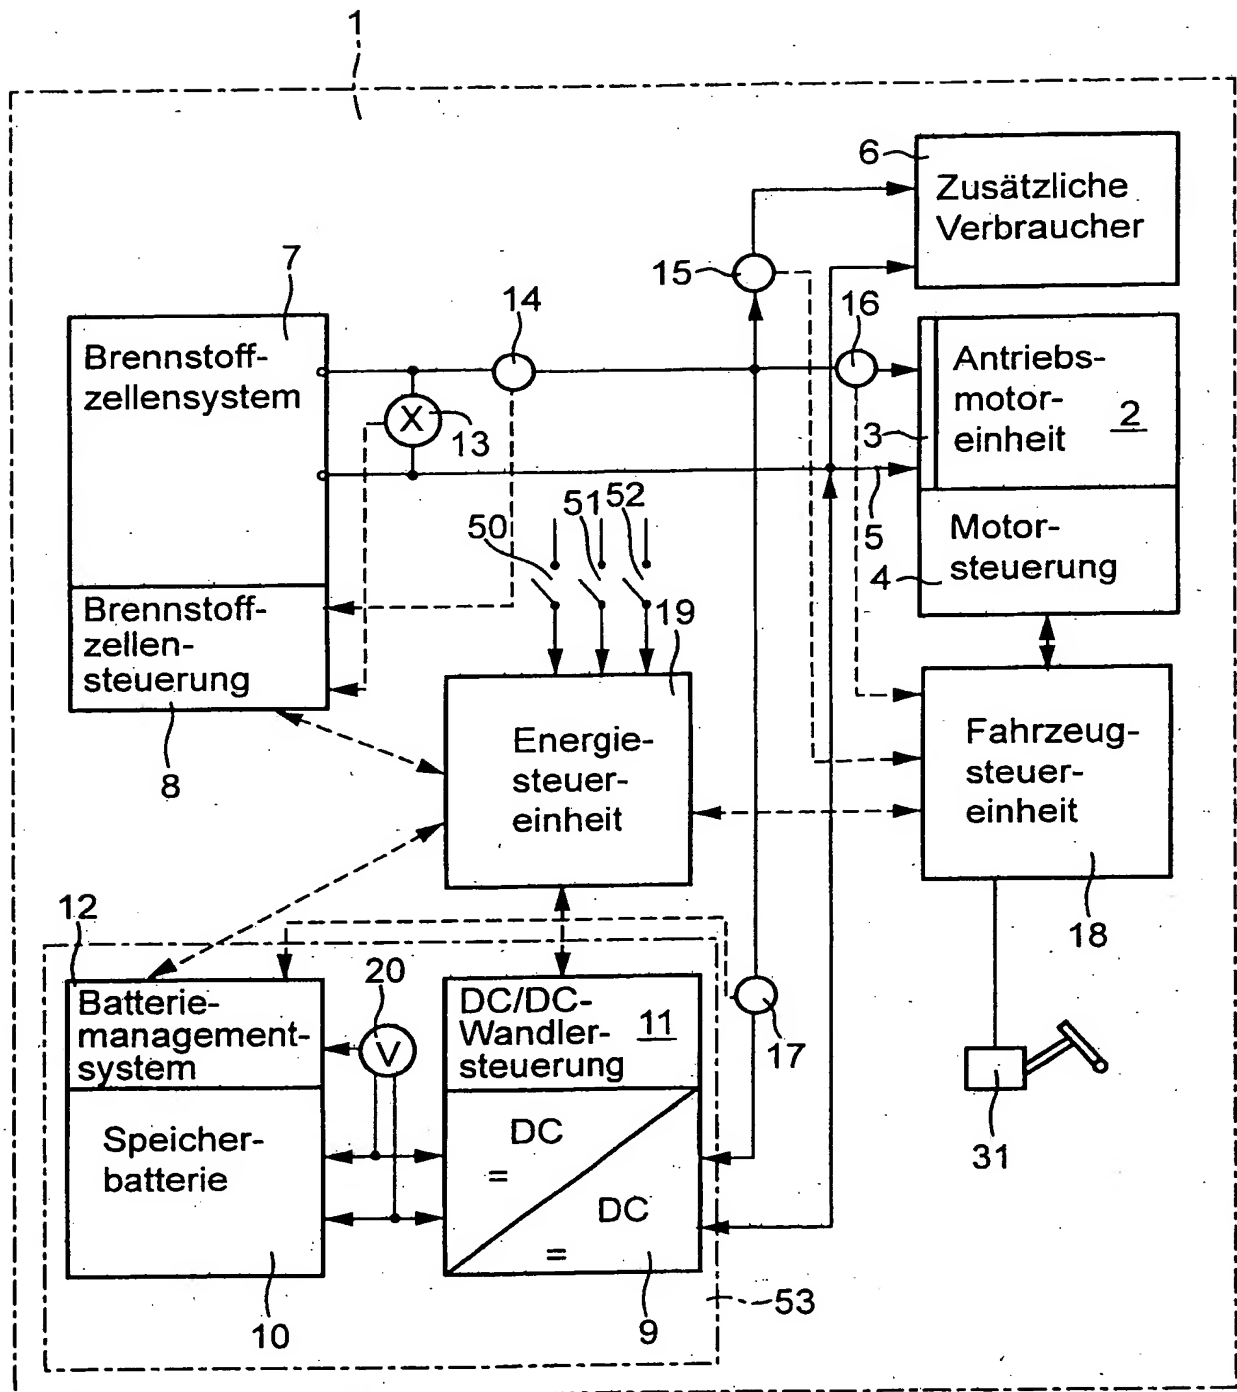 1
6
Zusätzliche
Verbraucher
15
7
14
16
Brennstoff-
zellensystem
X
13
3
Antriebs-
motor-
einheit
2
5
Motor-
steuerung
4
50
51
52
19
Brennstoff-
zellen-
steuerung
8
Energie-
steuer-
einheit
Fahrzeug-
steuer-
einheit
18
12
Batterie-
management-
system
20
V
DC/DC-
Wandler-
steuerung
11
17
31
Speicher-
batterie
10
DC
=
DC
=
9
53